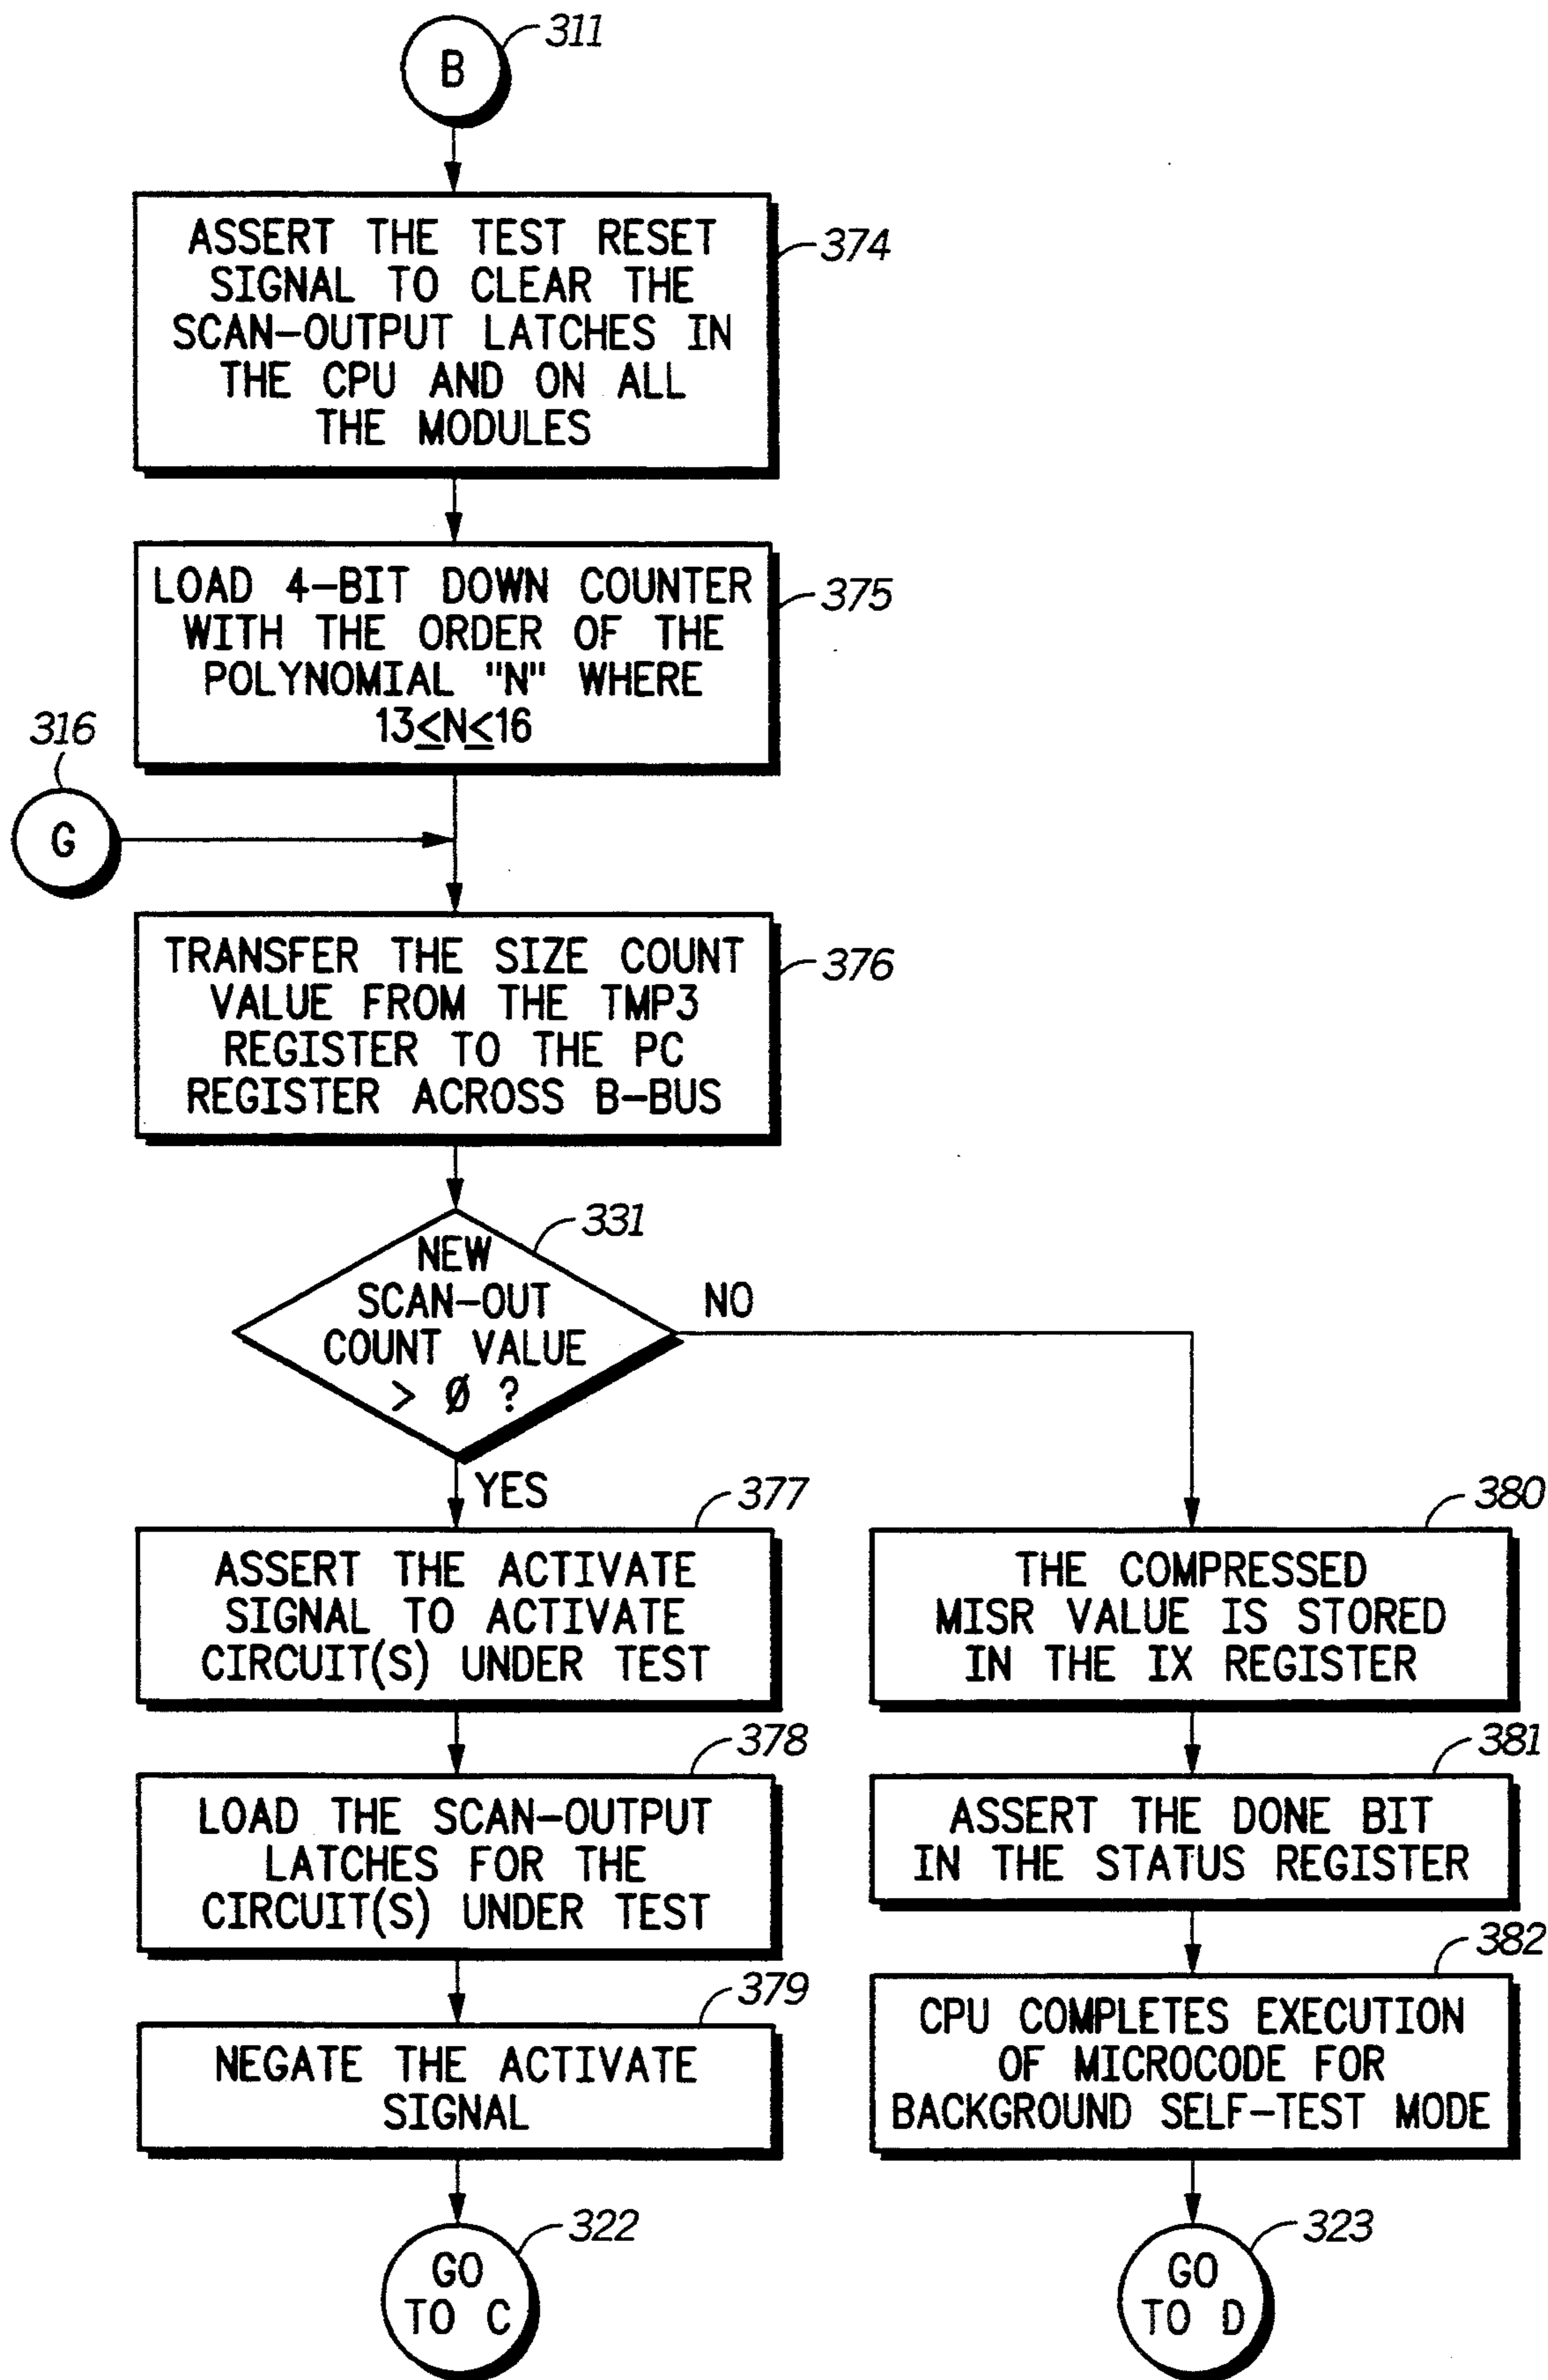 B
311
ASSERT THE TEST RESET
SIGNAL TO CLEAR THE
SCAN-OUTPUT LATCHES IN
THE CPU AND ON ALL
THE MODULES
374
LOAD 4-BIT DOWN COUNTER
WITH THE ORDER OF THE
POLYNOMIAL "N" WHERE
13≤N≤16
375
316
G
TRANSFER THE SIZE COUNT
VALUE FROM THE TMP3
REGISTER TO THE PC
REGISTER ACROSS B-BUS
376
331
NEW
SCAN-OUT
COUNT VALUE
> Ø ?
NO
YES
377
ASSERT THE ACTIVATE
SIGNAL TO ACTIVATE
CIRCUIT(S) UNDER TEST
378
LOAD THE SCAN-OUTPUT
LATCHES FOR THE
CIRCUIT(S) UNDER TEST
379
NEGATE THE ACTIVATE
SIGNAL
322
GO
TO C
380
THE COMPRESSED
MISR VALUE IS STORED
IN THE IX REGISTER
381
ASSERT THE DONE BIT
IN THE STATUS REGISTER
382
CPU COMPLETES EXECUTION
OF MICROCODE FOR
BACKGROUND SELF-TEST MODE
323
GO
TO D